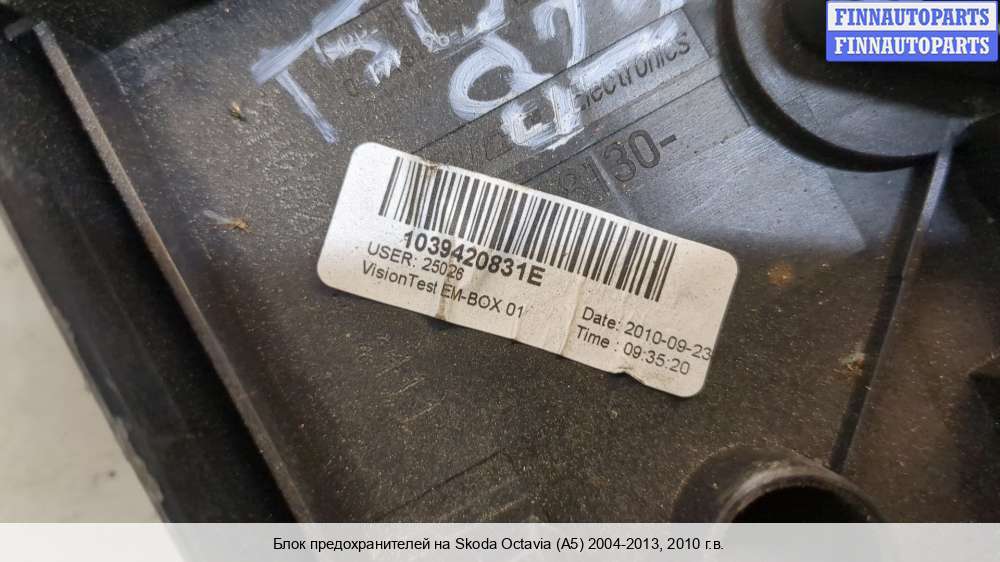 FINNAUTOPARTS
FINNAUTOPARTS
Electronics
8130-
1039420831E
USER: 25026
VisionTest EM-BOX 01
Date: 2010-09-23
Time : 09:35:20
Блок предохранителей на Skoda Octavia (A5) 2004-2013, 2010 г.в.